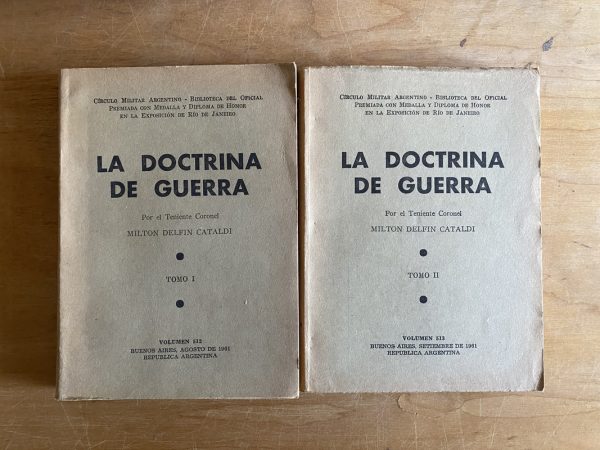 Círculo Militar Argentino - Biblioteca del Oficial
Premiada con Medalla y Diploma de Honor
en la Exposición de Río de Janeiro
LA DOCTRINA
DE GUERRA
Por el Teniente Coronel
MILTON DELFIN CATALDI
TOMO I
VOLUMEN 512
BUENOS AIRES, AGOSTO DE 1961
REPUBLICA ARGENTINA
Círculo Militar Argentino - Biblioteca del Oficial
Premiada con Medalla y Diploma de Honor
en la Exposición de Río de Janeiro
LA DOCTRINA
DE GUERRA
Por el Teniente Coronel
MILTON DELFIN CATALDI
TOMO II
VOLUMEN 513
BUENOS AIRES, SETIEMBRE DE 1961
REPUBLICA ARGENTINA